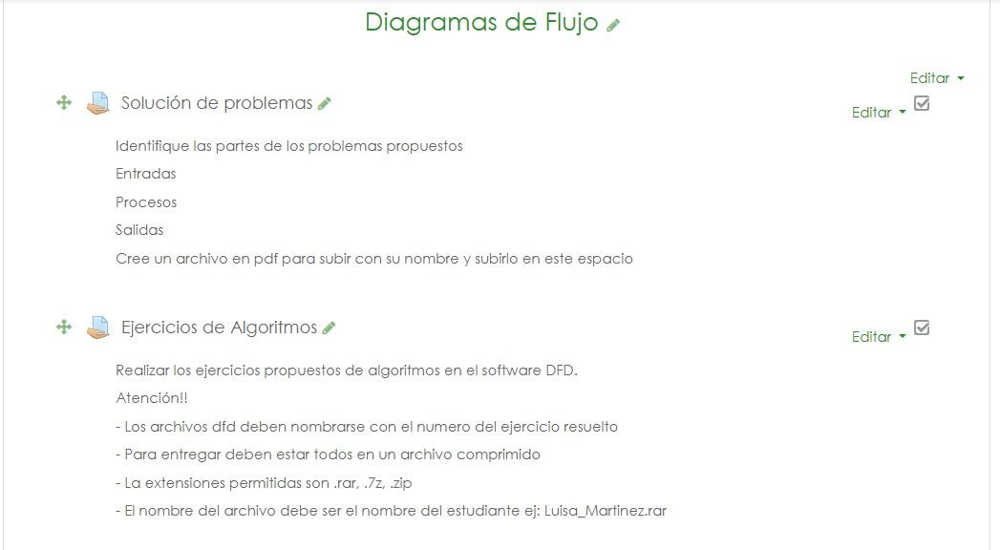 Diagramas de Flujo
Editar
Solución de problemas
Editar
Identifique las partes de los problemas propuestos
Entradas
Procesos
Salidas
Cree un archivo en pdf para subir con su nombre y subirlo en este espacio
Ejercicios de Algoritmos
Editar
Realizar los ejercicios propuestos de algoritmos en el software DFD.
Atención!!
- Los archivos dfd deben nombrarse con el numero del ejercicio resuelto
- Para entregar deben estar todos en un archivo comprimido
- La extensiones permitidas son .rar, .7z, .zip
- El nombre del archivo debe ser el nombre del estudiante ej: Luisa_Martinez.rar